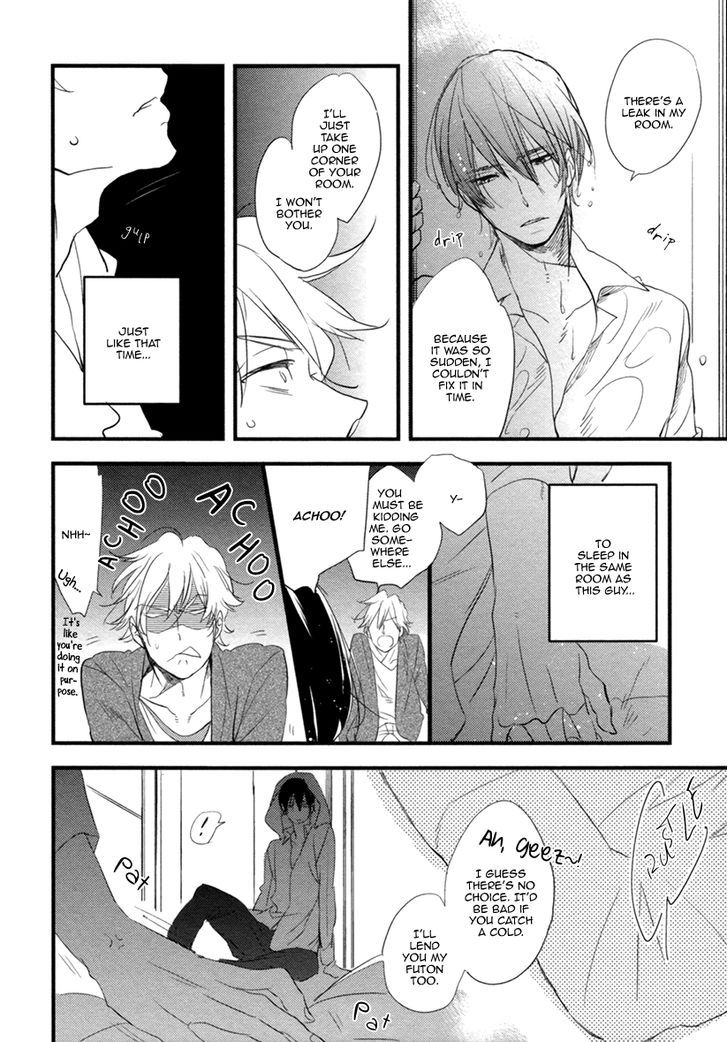 THERE'S A
LEAK IN MY
ROOM.
drip
drip
BECAUSE
IT WAS SO
SUDDEN, I
COULDN'T
FIX IT IN
TIME.
I'LL
JUST
TAKE
UP ONE
CORNER
OF YOUR
ROOM.
I WON'T
BOTHER
YOU.
gulp
JUST
LIKE THAT
TIME...
TO
SLEEP IN
THE SAME
ROOM AS
THIS GUY...
Y-
YOU
MUST BE
KIDDING
ME. GO
SOME-
WHERE
ELSE...
ACHOO!
ACHOO
ACHOO
NHH~
Ugh...
It's
like
you're
doing
it on
pur-
pose.
RUSTLE
Ah,
geez~
I GUESS
THERE'S NO
CHOICE. IT'D
BE BAD IF
YOU CATCH
A COLD.
I'LL
LEND
YOU MY
FUTON
TOO.
!
Pat
Pat